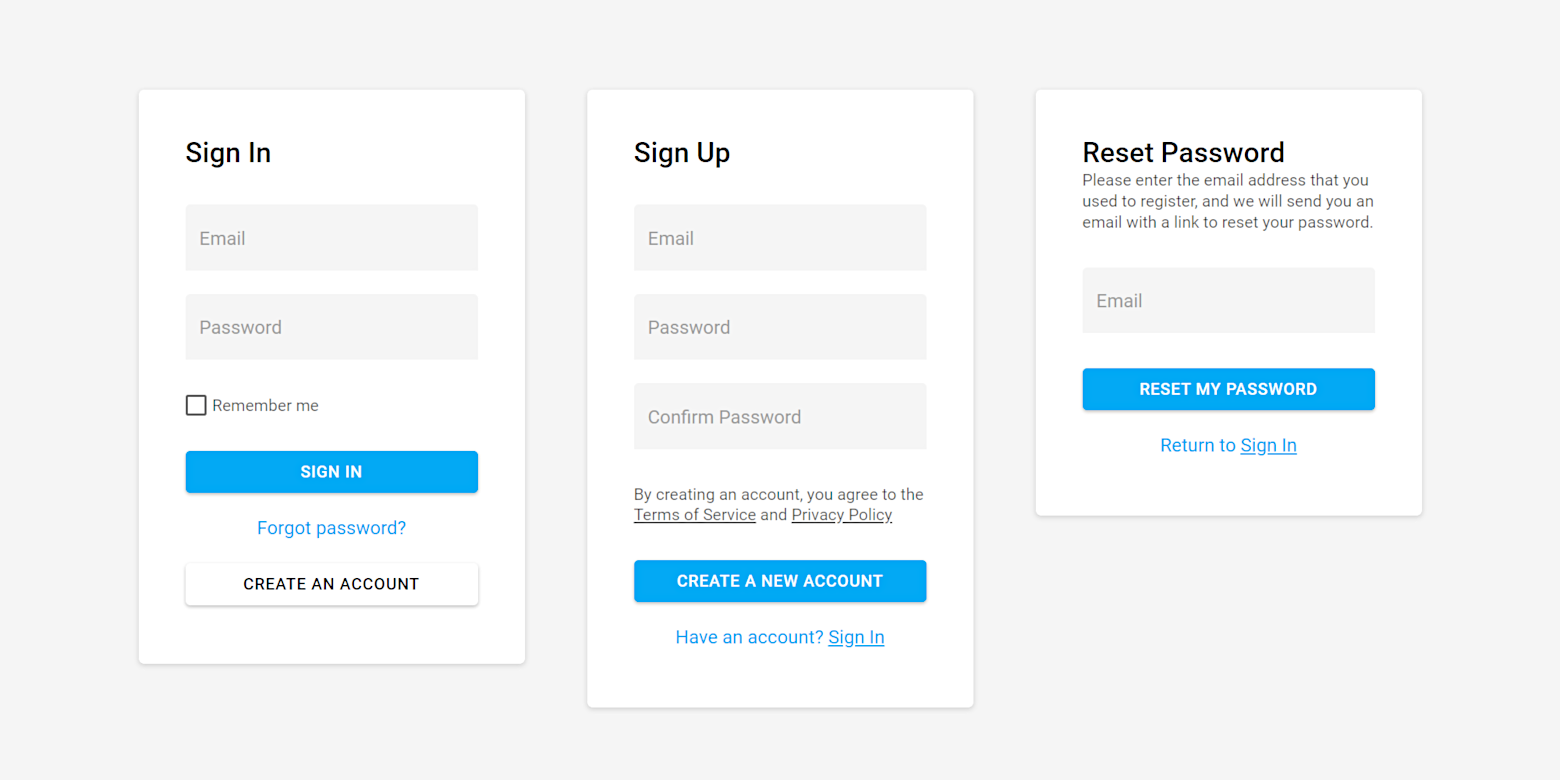 Sign In
Email
Password
Remember me
SIGN IN
Forgot password?
CREATE AN ACCOUNT
Sign Up
Email
Password
Confirm Password
By creating an account, you agree to the
Terms of Service and Privacy Policy
CREATE A NEW ACCOUNT
Have an account? Sign In
Reset Password
Please enter the email address that you
used to register, and we will send you an
email with a link to reset your password.
Email
RESET MY PASSWORD
Return to Sign In